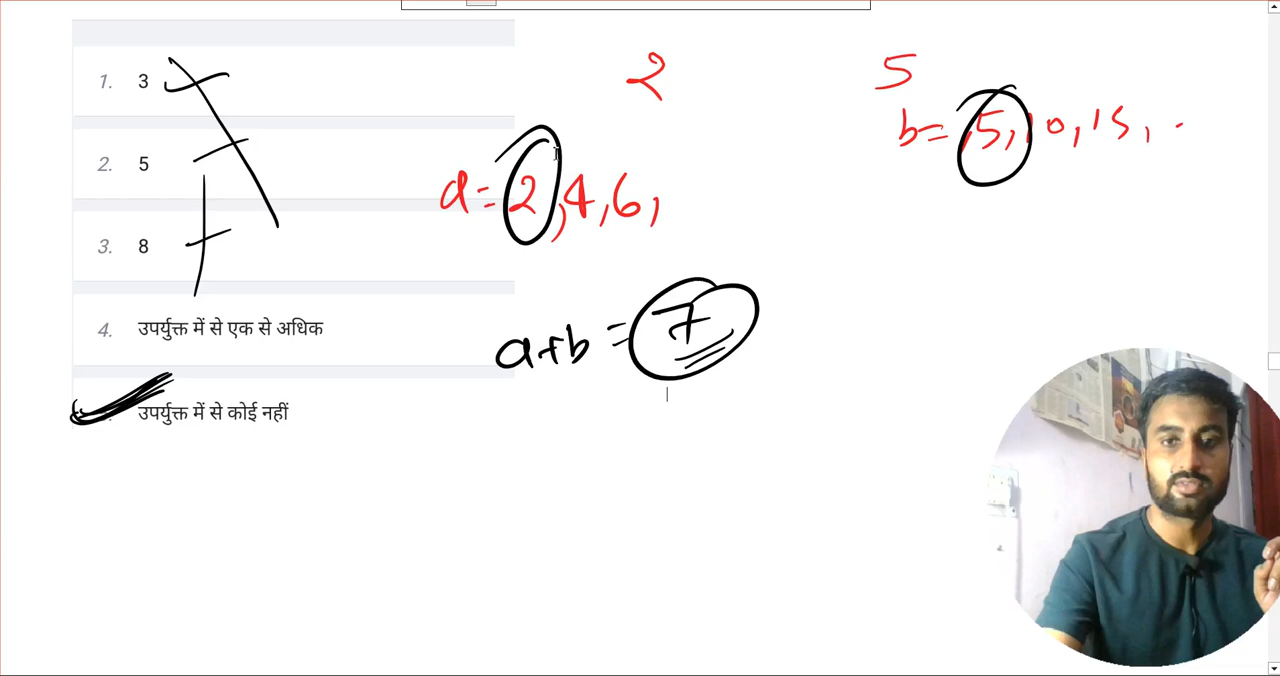 1. 3
2. 5
3. 8
4. उपर्युक्त में से एक से अधिक
उपर्युक्त में से कोई नहीं
2
a = 2, 4, 6,
a+b = 7
5
b = 5, 10, 15, .